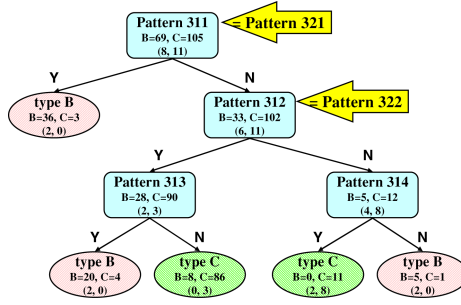 Pattern 311
B=69, C=105
(8, 11)
= Pattern 321
Y
N
type B
B=36, C=3
(2, 0)
Pattern 312
B=33, C=102
(6, 11)
= Pattern 322
Y
N
Pattern 313
B=28, C=90
(2, 3)
Pattern 314
B=5, C=12
(4, 8)
Y
N
Y
N
type B
B=20, C=4
(2, 0)
type C
B=8, C=86
(0, 3)
type C
B=0, C=11
(2, 8)
type B
B=5, C=1
(2, 0)